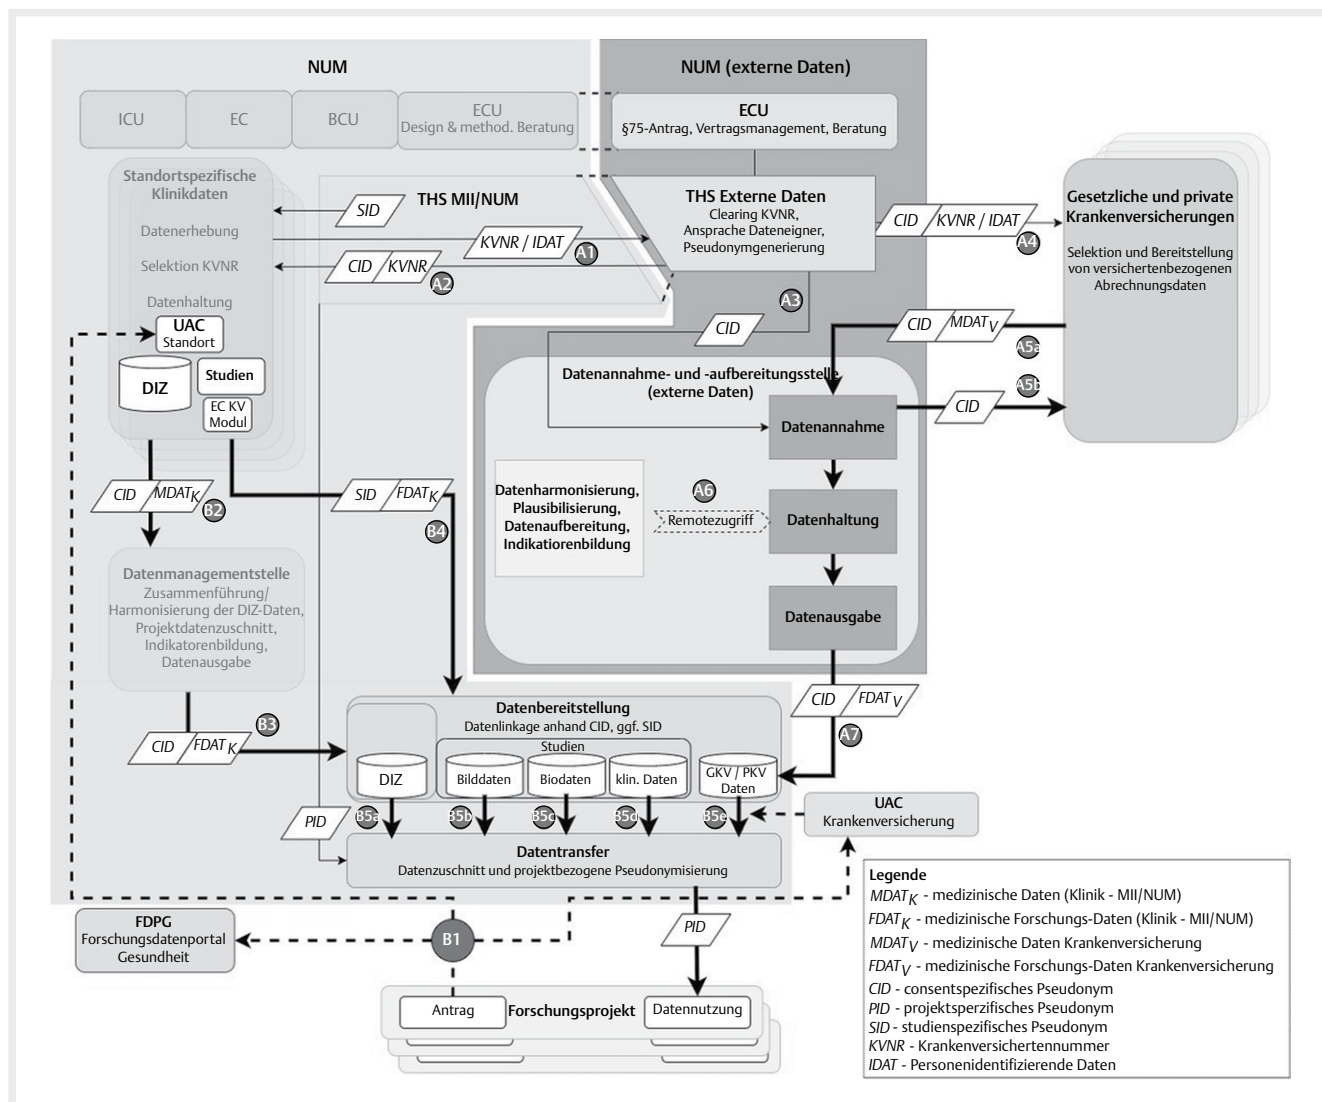 NUM
NUM (externe Daten)
ICU
EC
BCU
ECU
Design & method. Beratung
ECU
§75-Antrag, Vertragsmanagement, Beratung
Standortspezifische
Klinikdaten
Datenerhebung
Selektion KVNR
Datenhaltung
UAC
Standort
DIZ
Studien
EC KV
Modul
THS MII/NUM
SID
KVNR / IDAT
A1
CID
KVNR
A2
THS Externe Daten
Clearing KVNR,
Ansprache Dateneigner,
Pseudonymgenerierung
CID
KVNR / IDAT
A4
Gesetzliche und private
Krankenversicherungen
Selektion und Bereitstellung
von versichertenbezogenen
Abrechnungsdaten
A3
CID
CID
MDATV
A5a
A5b
CID
Datenannahme- und -aufbereitungsstelle
(externe Daten)
Datenannahme
Datenharmonisierung,
Plausibilisierung,
Datenaufbereitung,
Indikatiorenbildung
A6
Remotezugriff
Datenhaltung
Datenausgabe
CID
MDATK
B2
SID
FDATK
B4
Datenmanagementstelle
Zusammenführung/
Harmonisierung der DIZ-Daten,
Projektdatenzuschnitt,
Indikatorenbildung,
Datenausgabe
CID
FDATK
B3
CID
FDATV
A7
Datenbereitstellung
Datenlinkage anhand CID, ggf. SID
Studien
DIZ
Bilddaten
Biodaten
klin. Daten
GKV / PKV
Daten
PID
B5a
B5b
B5c
B5d
B5e
UAC
Krankenversicherung
Datentransfer
Datenzuschnitt und projektbezogene Pseudonymisierung
FDPG
Forschungsdatenportal
Gesundheit
B1
PID
Antrag
Forschungsprojekt
Datennutzung
Legende
MDATK - medizinische Daten (Klinik - MII/NUM)
FDATK - medizinische Forschungs-Daten (Klinik - MII/NUM)
MDATV - medizinische Daten Krankenversicherung
FDATV - medizinische Forschungs-Daten Krankenversicherung
CID - consentspezifisches Pseudonym
PID - projektsperzifisches Pseudonym
SID - studienspezifisches Pseudonym
KVNR - Krankenversichertennummer
IDAT - Personenidentifizierende Daten